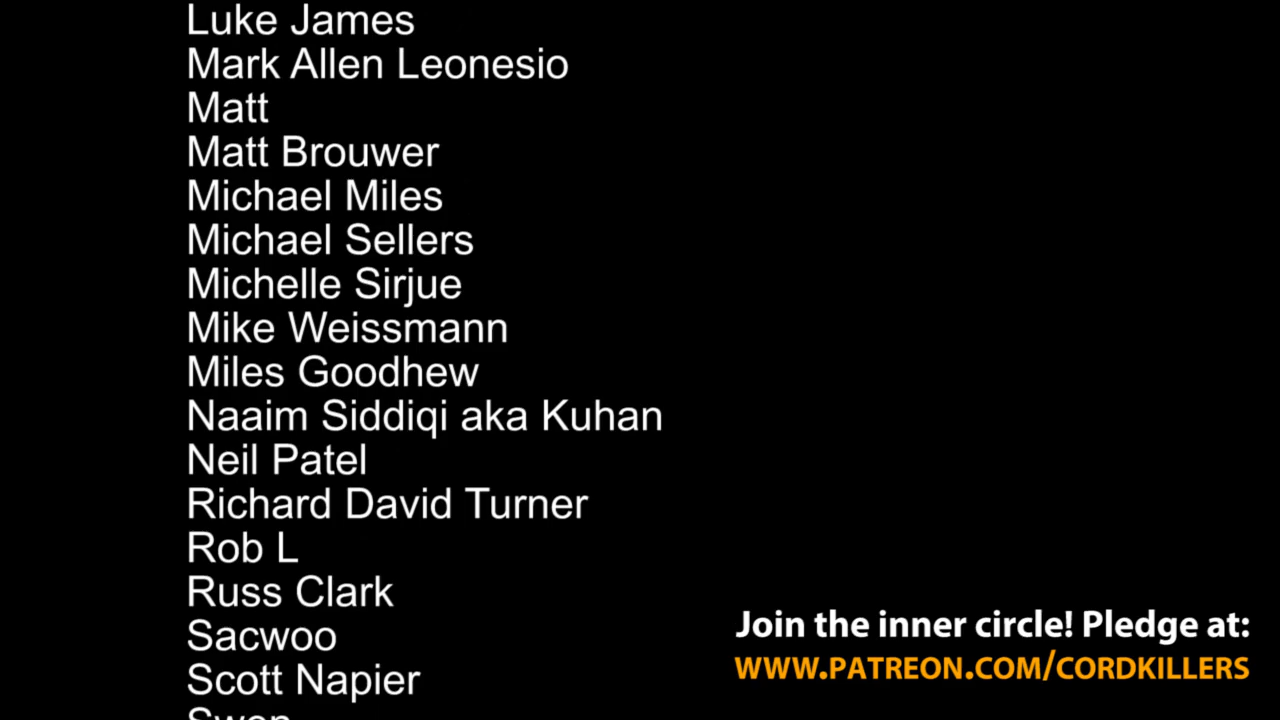 Luke James
Mark Allen Leonesio
Matt
Matt Brouwer
Michael Miles
Michael Sellers
Michelle Sirjue
Mike Weissmann
Miles Goodhew
Naaim Siddiqi aka Kuhan
Neil Patel
Richard David Turner
Rob L
Russ Clark
Sacwoo
Scott Napier
Join the inner circle! Pledge at:
WWW.PATREON.COM/CORDKILLERS